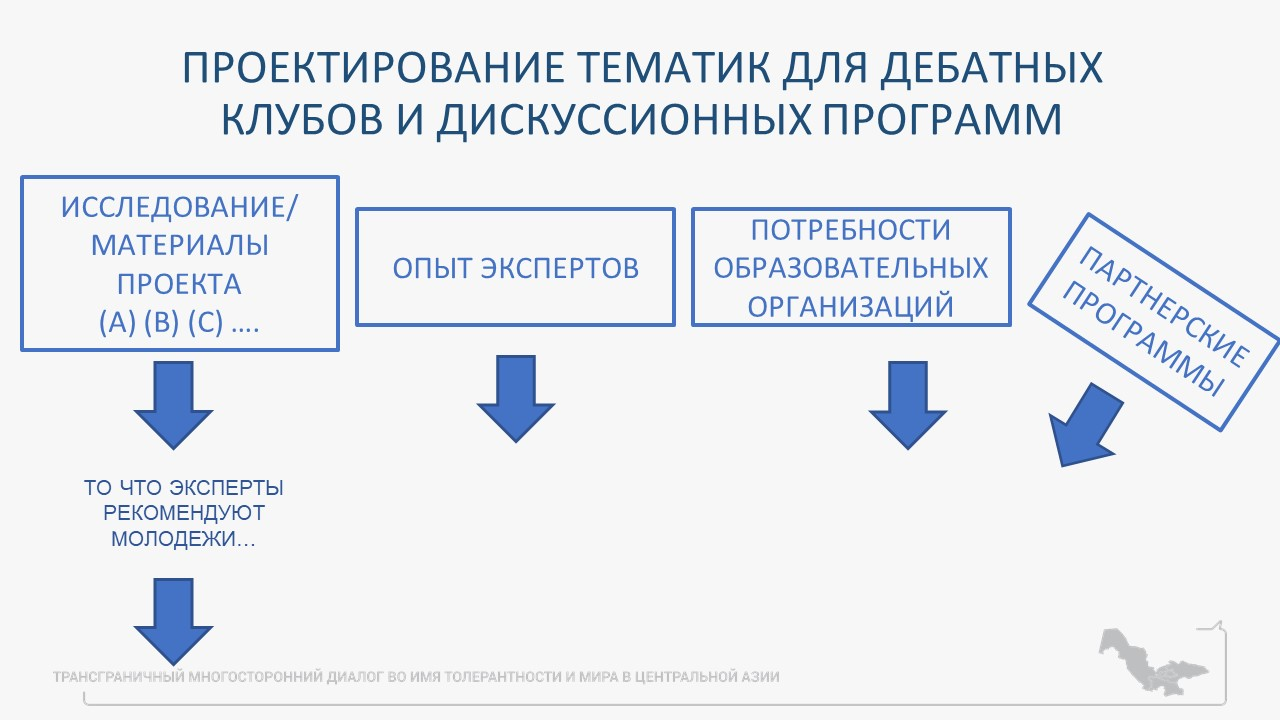 ПРОЕКТИРОВАНИЕ ТЕМАТИК ДЛЯ ДЕБАТНЫХ
КЛУБОВ И ДИСКУССИОННЫХ ПРОГРАММ
ИССЛЕДОВАНИЕ/
МАТЕРИАЛЫ
ПРОЕКТА
(А) (В) (С) ....
ОПЫТ ЭКСПЕРТОВ
ПОТРЕБНОСТИ
ОБРАЗОВАТЕЛЬНЫХ
ОРГАНИЗАЦИЙ
ПАРТНЕРСКИЕ
ПРОГРАММЫ
ТО ЧТО ЭКСПЕРТЫ
РЕКОМЕНДУЮТ
МОЛОДЕЖИ…
ТРАНСГРАНИЧНЫЙ МНОГОСТОРОННИЙ ДИАЛОГ ВО ИМЯ ТОЛЕРАНТНОСТИ И МИРА В ЦЕНТРАЛЬНОЙ АЗИИ